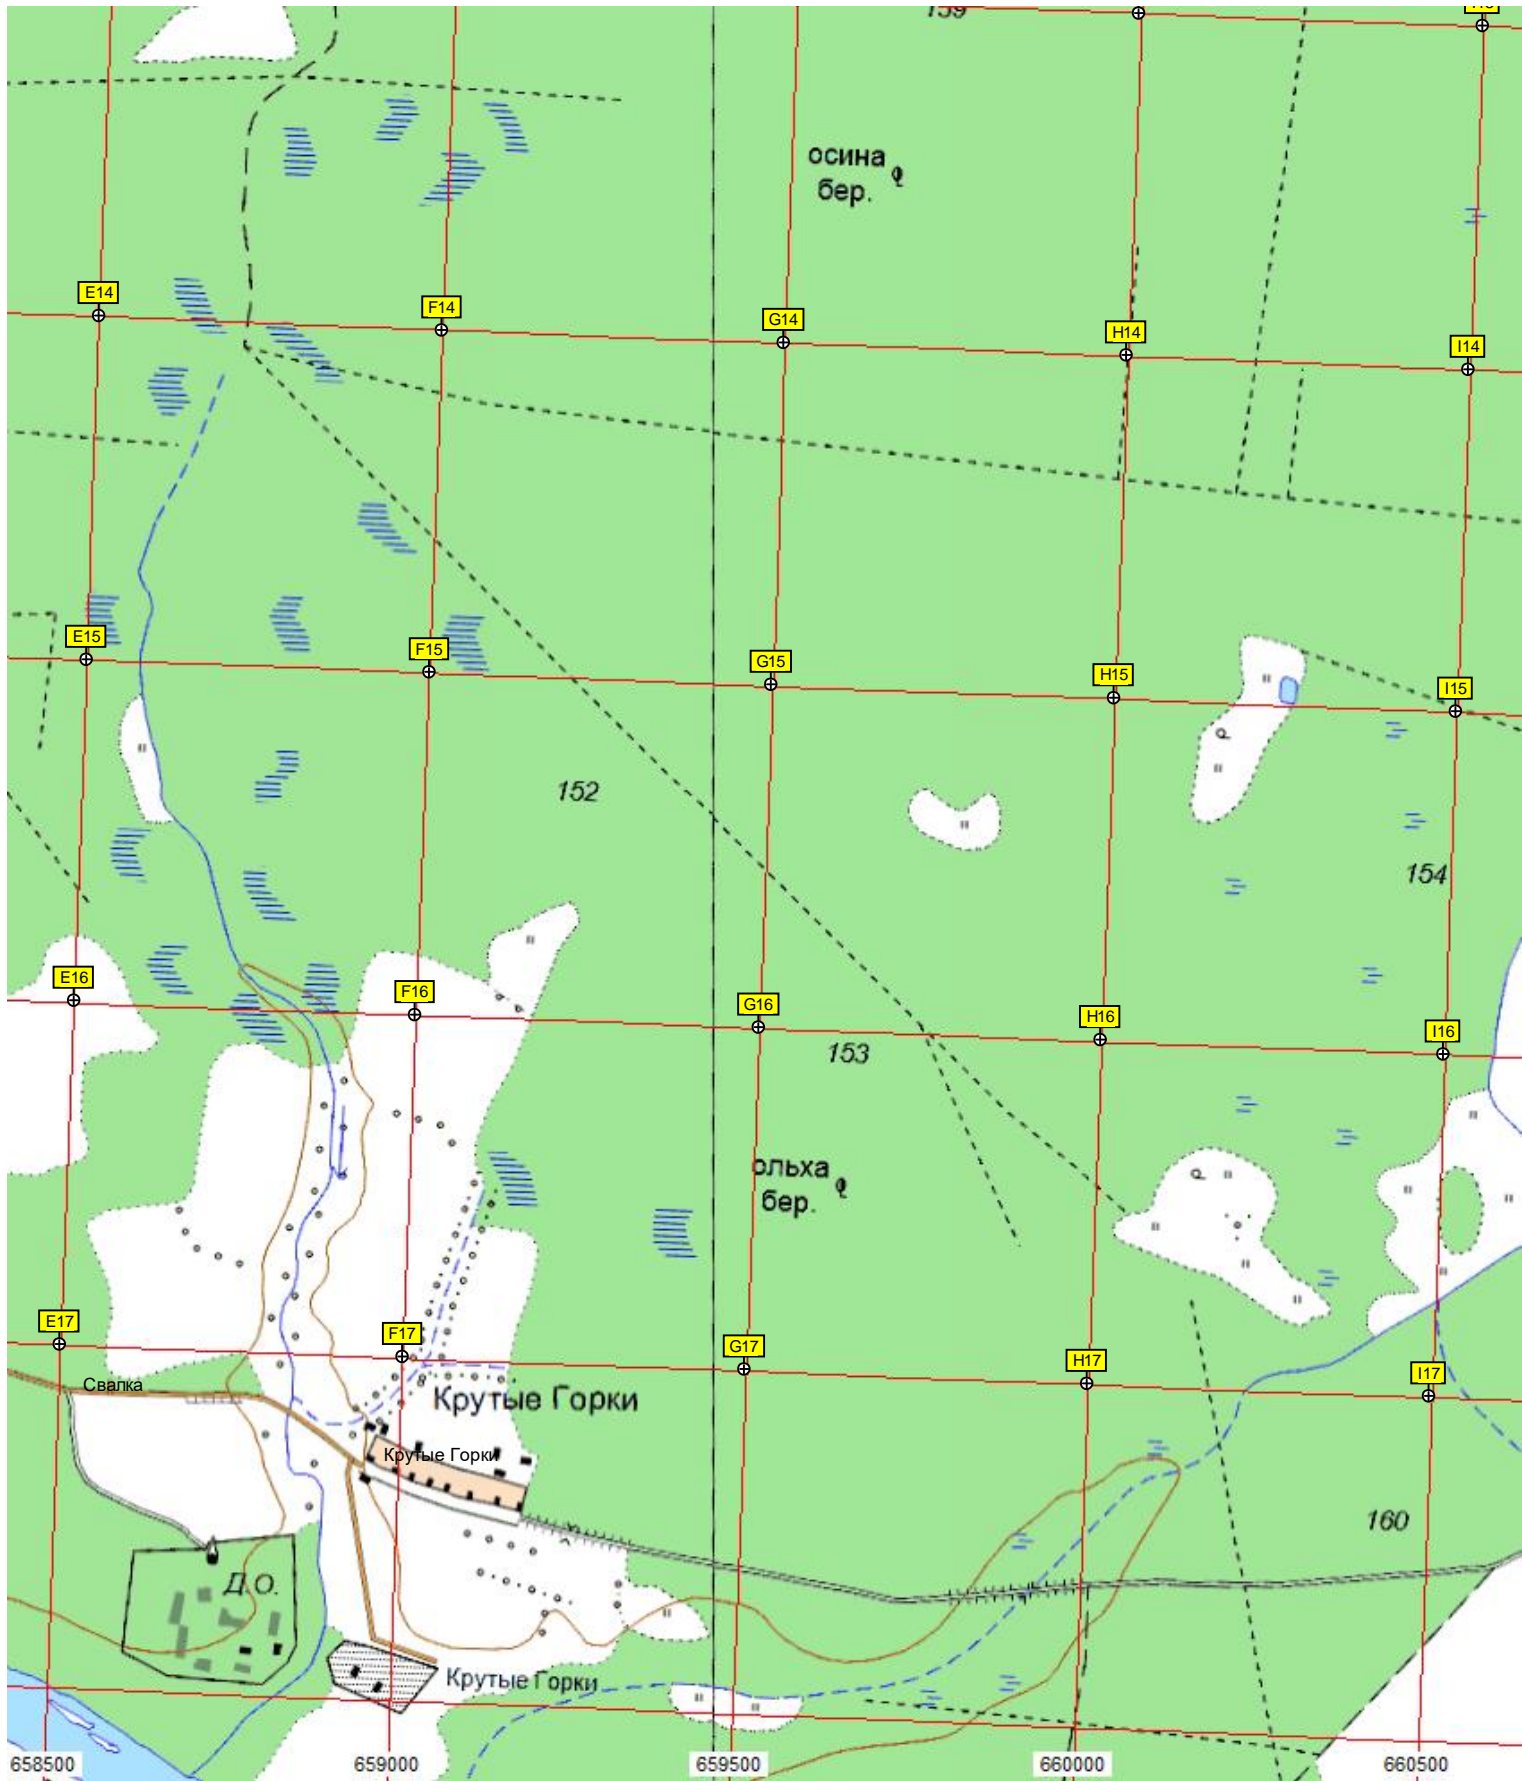 159
осина
бер.
E14
F14
G14
H14
I14
E15
F15
G15
H15
I15
152
154
E16
F16
G16
H16
I16
153
ольха
бер.
E17
F17
G17
H17
I17
Свалка
Крутые Горки
Крутые Горки
160
Д.О.
Крутые Горки
658500
659000
659500
660000
660500